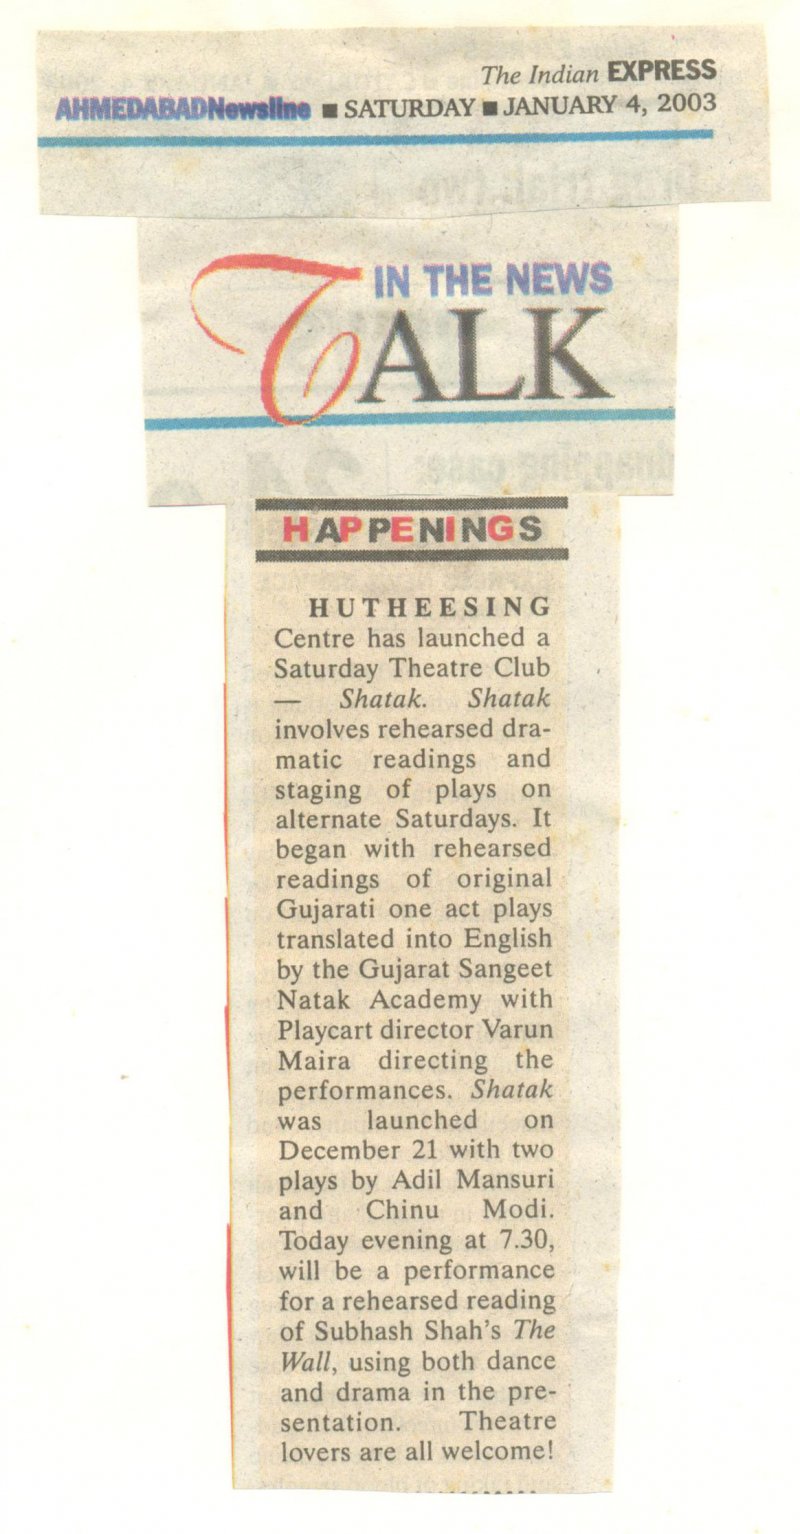 The Indian EXPRESS
AHMEDABADNewsline ■ SATURDAY ■ JANUARY 4, 2003
IN THE NEWS
TALK
HAPPENINGS
HUTHEESING
Centre has launched a
Saturday Theatre Club
— Shatak. Shatak
involves rehearsed dra-
matic readings and
staging of plays on
alternate Saturdays. It
began with rehearsed
readings of original
Gujarati one act plays
translated into English
by the Gujarat Sangeet
Natak Academy with
Playcart director Varun
Maira directing the
performances. Shatak
was launched on
December 21 with two
plays by Adil Mansuri
and Chinu Modi.
Today evening at 7.30,
will be a performance
for a rehearsed reading
of Subhash Shah's The
Wall, using both dance
and drama in the pre-
sentation. Theatre
lovers are all welcome!